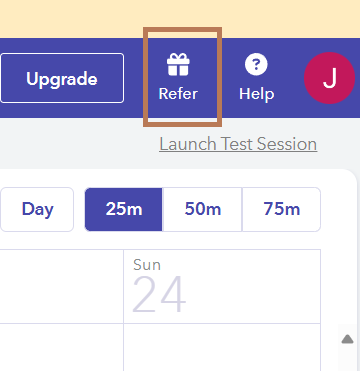 Upgrade
Refer
Help
J
Launch Test Session
Day
25m
50m
75m
Sun
24